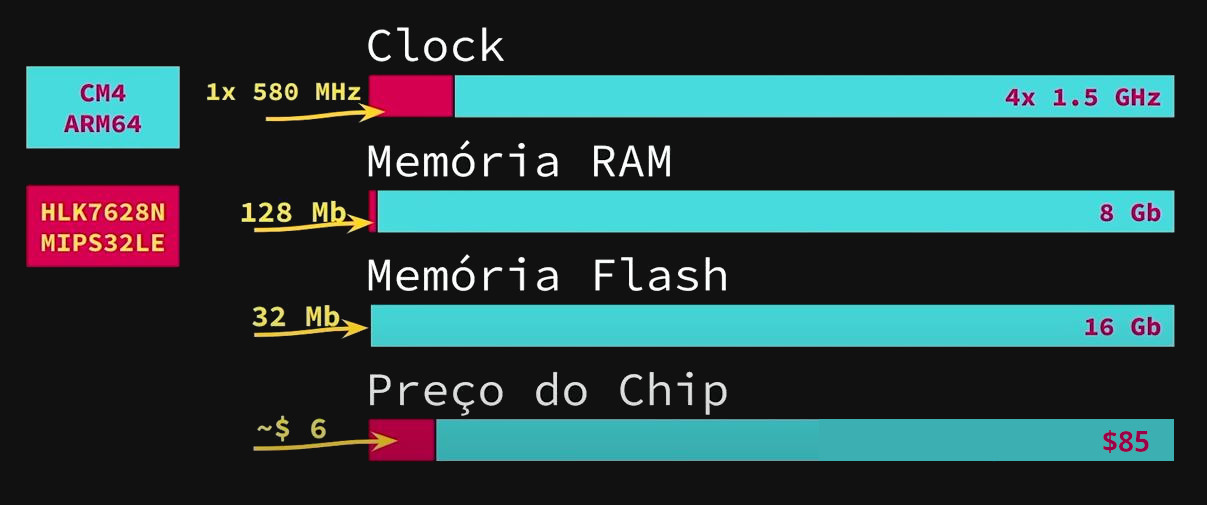 Clock
CM4
ARM64
1x 580 MHz
4x 1.5 GHz
Memória RAM
HLK7628N
MIPS32LE
128 Mb
8 Gb
Memória Flash
32 Mb
16 Gb
Preço do Chip
~$ 6
$85